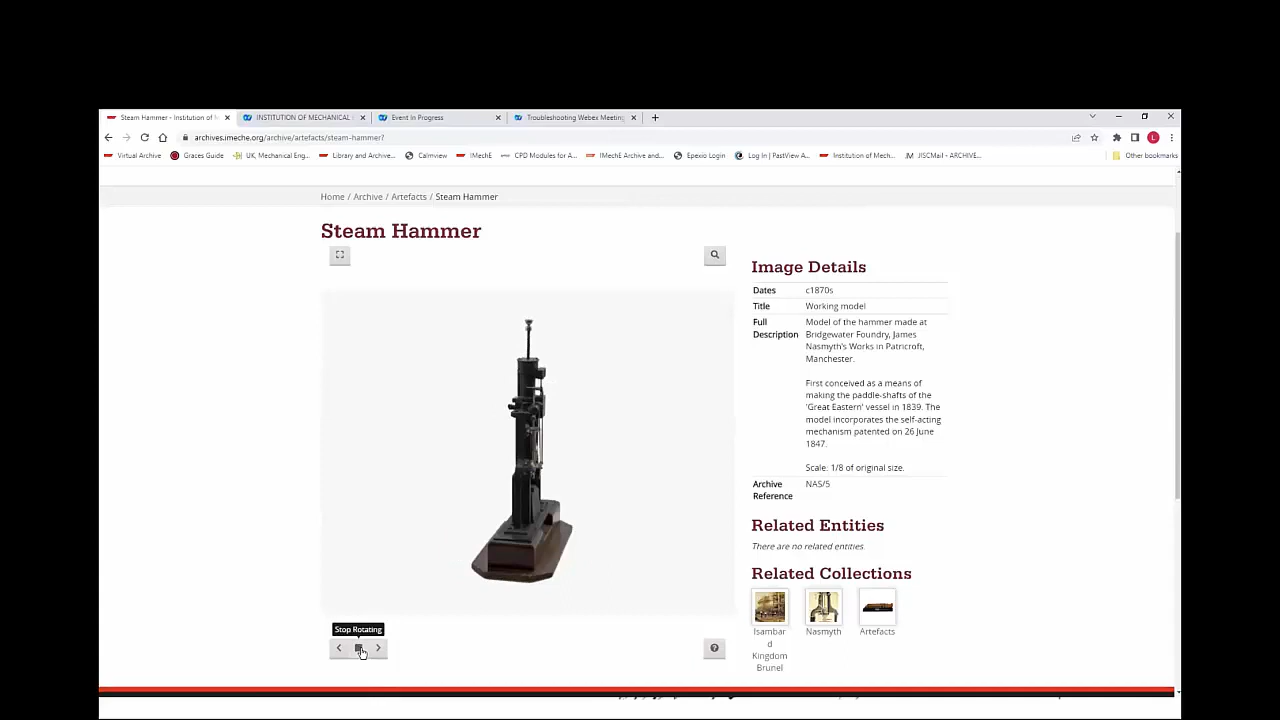 Steam Hammer - Institution of M
INSTITUTION OF MECHANICAL
Event In Progress
Troubleshooting Webex Meeting
archives.imeche.org/archive/artefacts/steam-hammer?
L
Virtual Archive
Graces Guide
UK, Mechanical Eng...
Library and Archive...
Calmview
IMechE
CPD Modules for A...
IMechE Archive and...
Epexio Login
Log In | PastView A...
Institution of Mech...
JISCMail - ARCHIVE...
Other bookmarks
Home / Archive / Artefacts / Steam Hammer
Steam Hammer
Image Details
Dates c1870s
Title Working model
Full Description
Model of the hammer made at
Bridgewater Foundry, James
Nasmyth's Works in Patricroft,
Manchester.
First conceived as a means of
making the paddle-shafts of the
'Great Eastern' vessel in 1839. The
model incorporates the self-acting
mechanism patented on 26 June
1847.
Scale: 1/8 of original size.
Archive Reference
NAS/5
Related Entities
There are no related entities.
Related Collections
Isambar
d
Kingdom
Brunel
Nasmyth
Artefacts
Stop Rotating